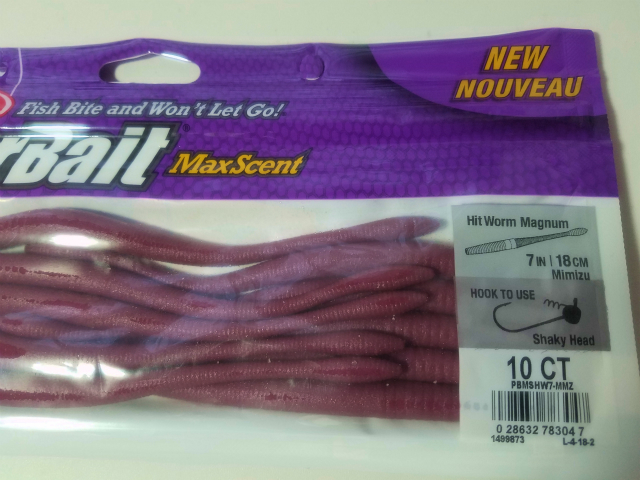 NEW
NOUVEAU
Fish Bite and Won't Let Go!
rBait MaxScent
Hit Worm Magnum
7 IN | 18 CM
Mimizu
HOOK TO USE
Shaky Head
10 CT
PBMSHW7-MMZ
0 28632 78304 7
1499873 L-4-18-2